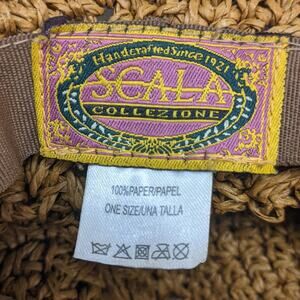 Handcrafted Since 1921
SCALA
COLLEZIONE
100%PAPER/PAPEL
ONE SIZE/UNA TALLA